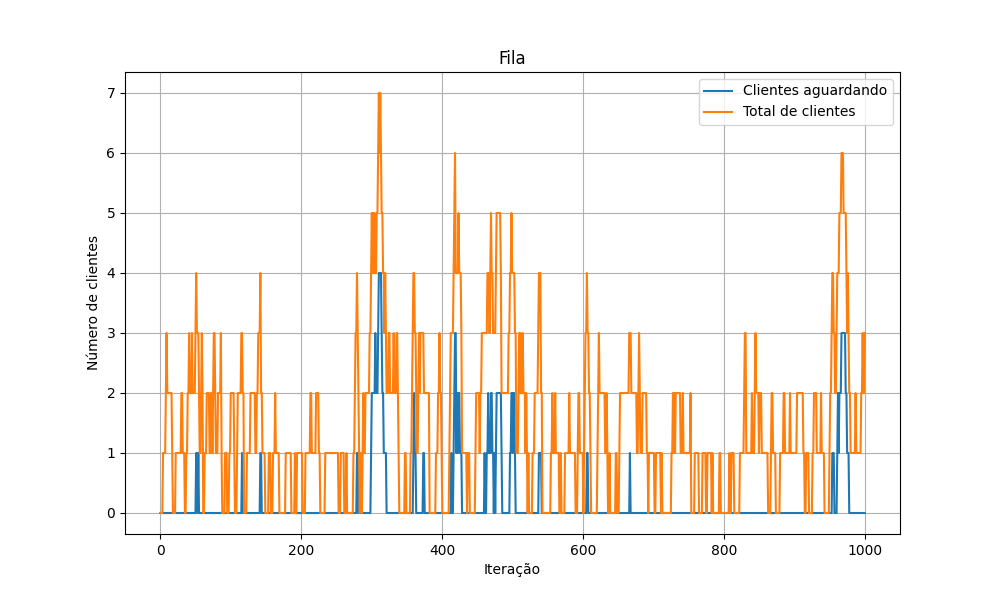 Fila
Clientes aguardando
Total de clientes
Número de clientes
7
6
5
4
3
2
1
0
0 200 400 600 800 1000
Iteração